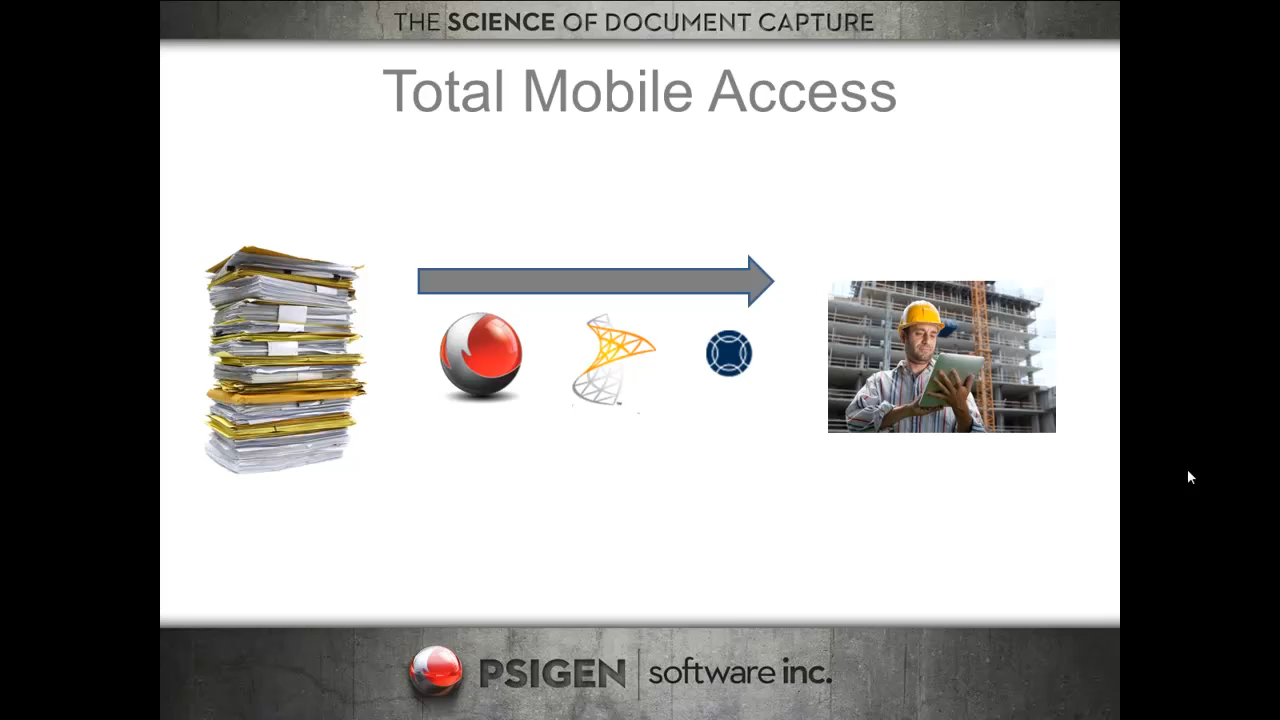 THE SCIENCE OF DOCUMENT CAPTURE
Total Mobile Access
PSIGEN software inc.